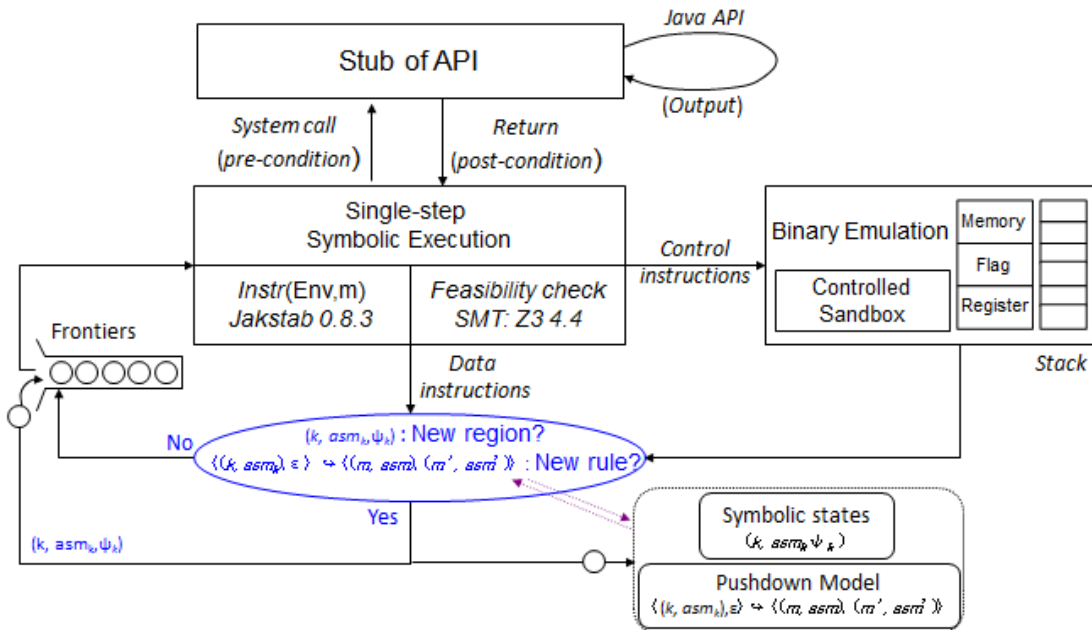 Java API
Stub of API
(Output)
System call
(pre-condition)
Return
(post-condition)
Single-step
Symbolic Execution
Instr(Env,m)
Jakstab 0.8.3
Feasibility check
SMT: Z3 4.4
Control
instructions
Binary Emulation
Controlled
Sandbox
Memory
Flag
Register
Stack
Frontiers
Data
instructions
No
(k, asmₖ,ψₖ) : New region?
⟨(k, asmₖ), ε⟩ ↪ ⟨(m, asm), (m', asm')⟩ : New rule?
Yes
(k, asmₖ,ψₖ)
Symbolic states
(k, asmₖ ψₖ)
Pushdown Model
⟨(k, asmₖ),ε⟩ ↪ ⟨(m, asm), (m', asm')⟩